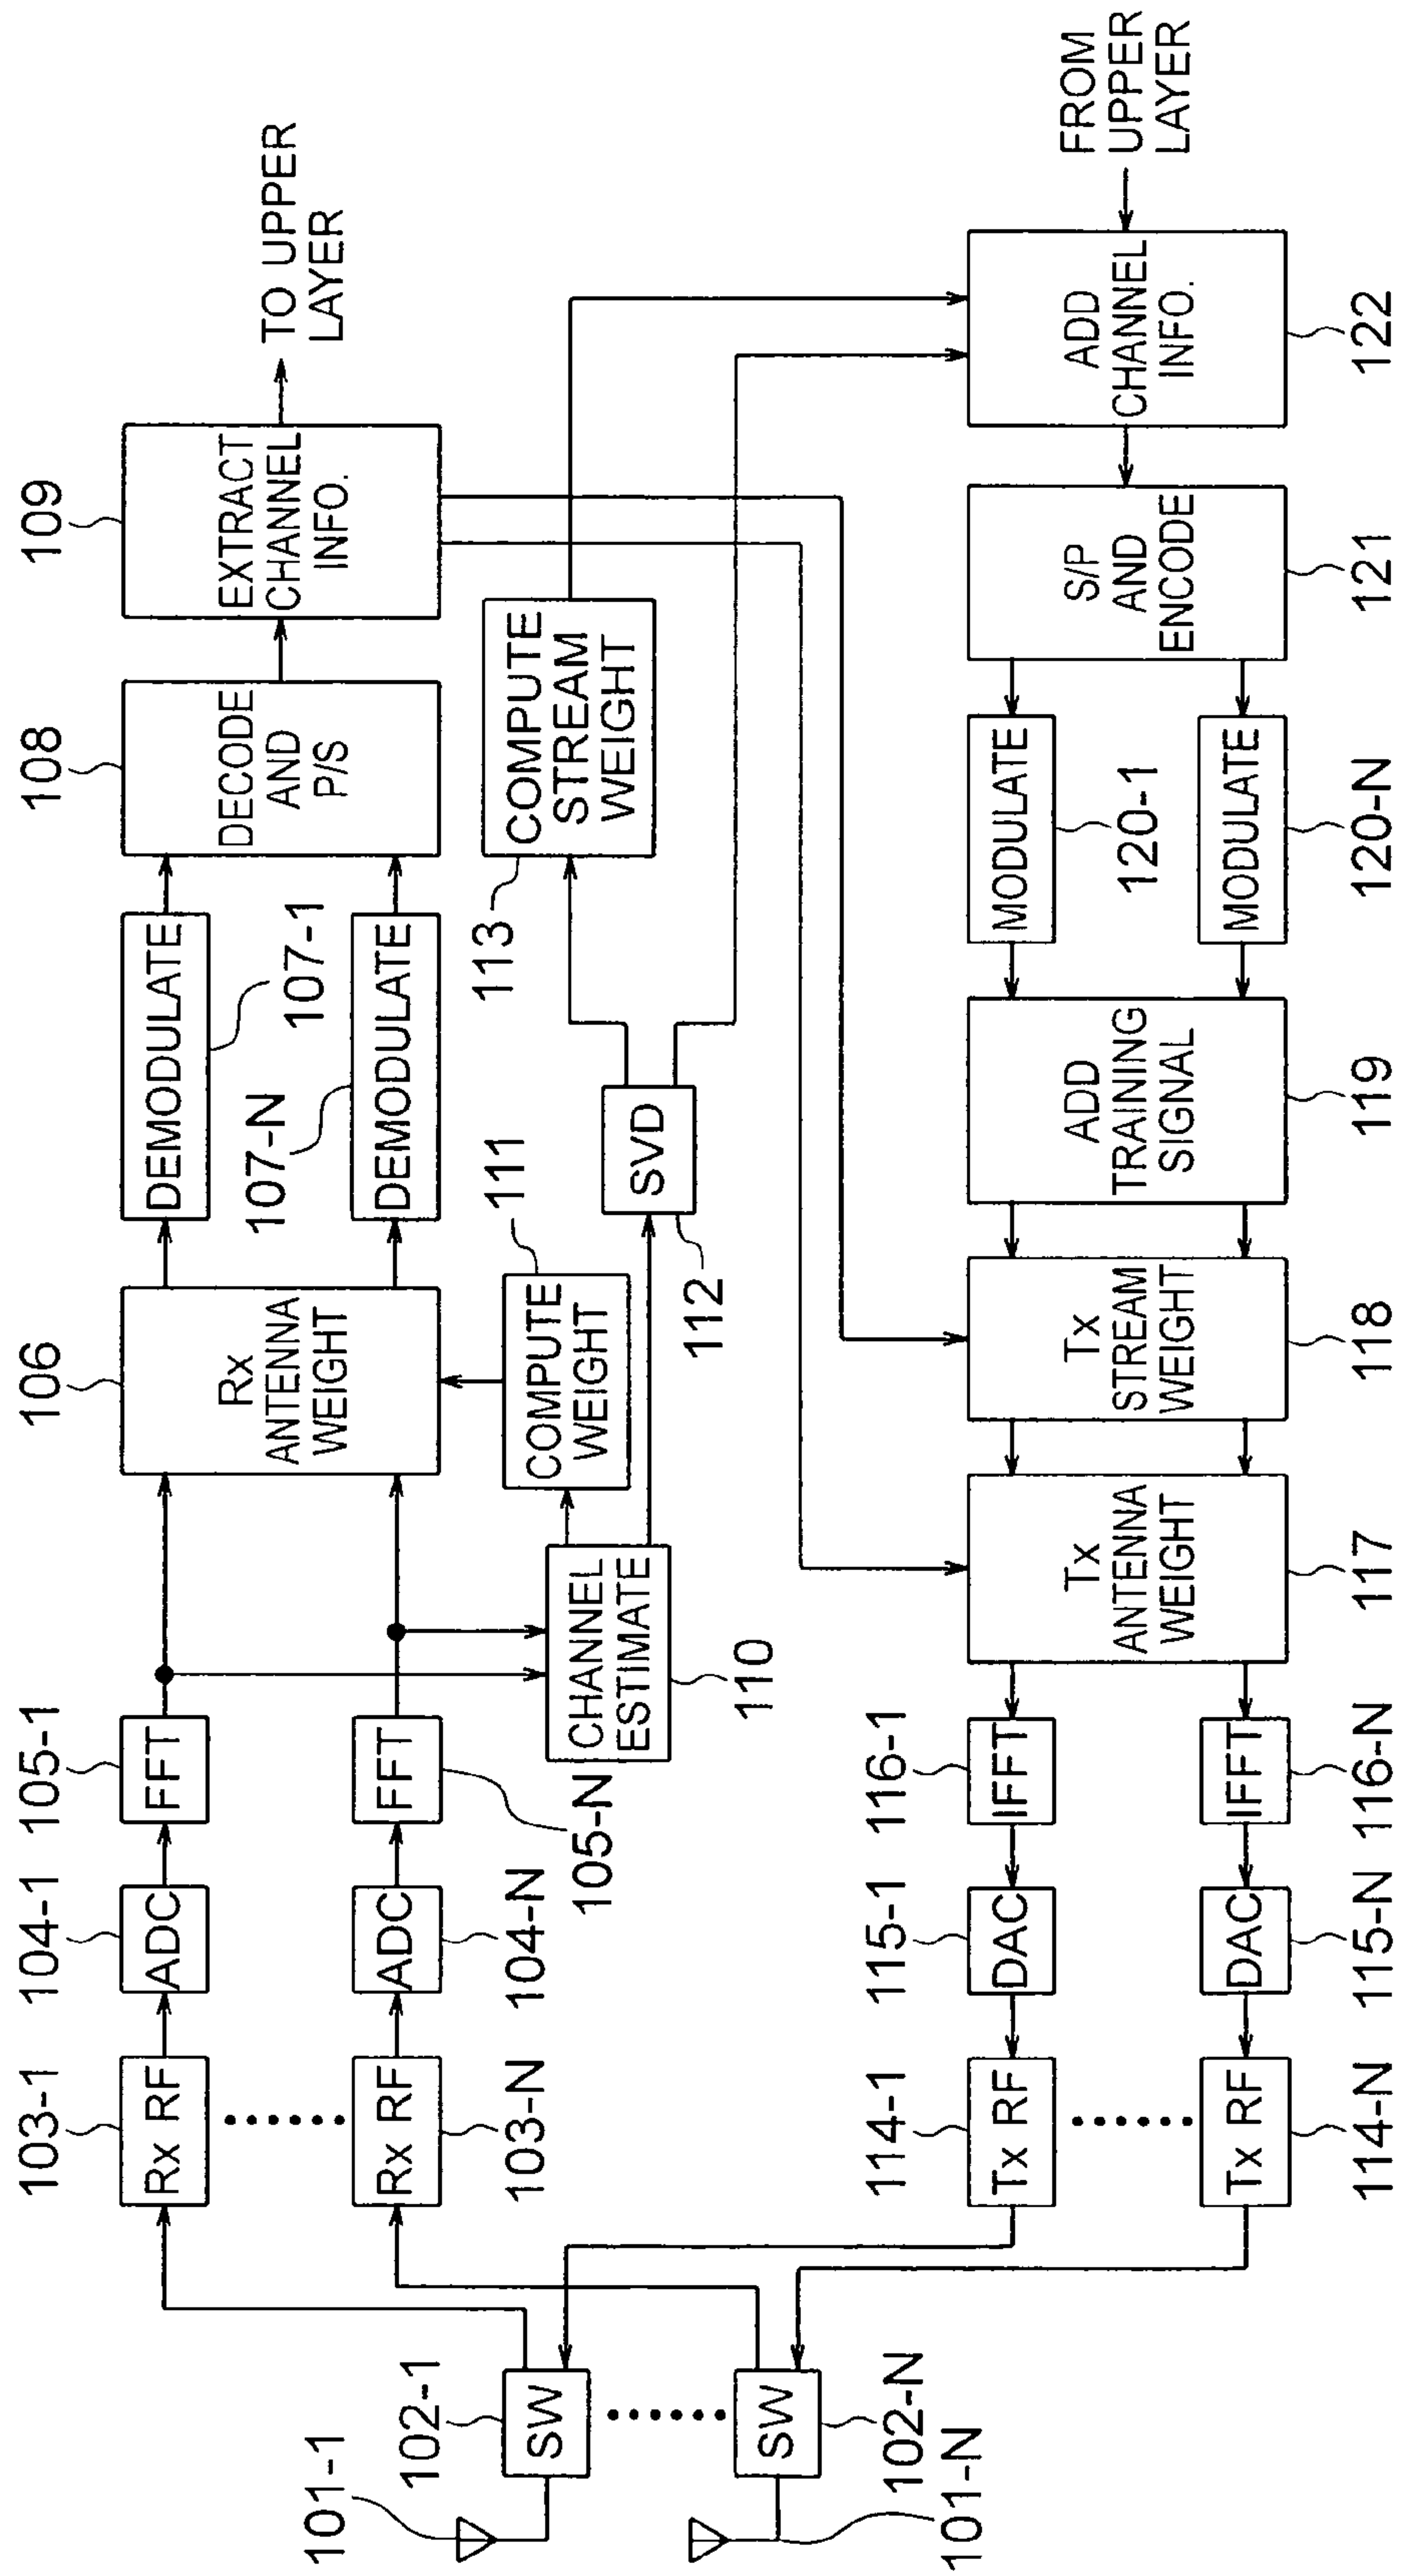 101-1
101-N
102-1
SW
SW
102-N
103-1
Rx RF
Rx RF
103-N
104-1
ADC
ADC
104-N
105-1
FFT
FFT
105-N
106
Rx
ANTENNA
WEIGHT
DEMODULATE
107-1
107-N
DEMODULATE
108
DECODE
AND
P/S
109
EXTRACT
CHANNEL
INFO.
TO UPPER
LAYER
CHANNEL
ESTIMATE
110
111
COMPUTE
WEIGHT
SVD
112
COMPUTE
STREAM
WEIGHT
113
114-1
Tx RF
Tx RF
114-N
115-1
DAC
DAC
115-N
116-1
IFFT
IFFT
116-N
Tx
ANTENNA
WEIGHT
117
Tx
STREAM
WEIGHT
118
ADD
TRAINING
SIGNAL
119
MODULATE
120-1
MODULATE
120-N
S/P
AND
ENCODE
121
ADD
CHANNEL
INFO.
122
FROM
UPPER
LAYER